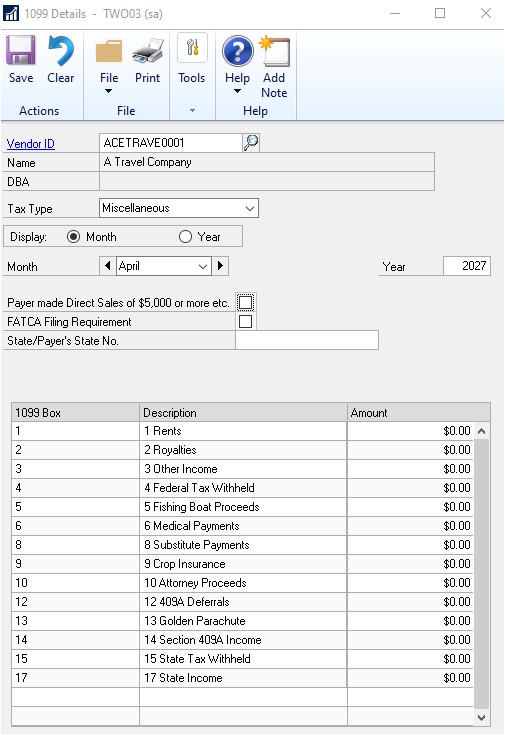 1099 Details - TWO03 (sa)
Save Clear File Print Tools Help Add Note
Actions File Help
Vendor ID ACETRAVE0001
Name A Travel Company
DBA
Tax Type Miscellaneous
Display: Month Year
Month April Year 2027
Payer made Direct Sales of $5,000 or more etc.
FATCA Filing Requirement
State/Payer's State No.
1099 Box Description Amount
1 1 Rents $0.00
2 2 Royalties $0.00
3 3 Other Income $0.00
4 4 Federal Tax Withheld $0.00
5 5 Fishing Boat Proceeds $0.00
6 6 Medical Payments $0.00
8 8 Substitute Payments $0.00
9 9 Crop Insurance $0.00
10 10 Attorney Proceeds $0.00
12 12 409A Deferrals $0.00
13 13 Golden Parachute $0.00
14 14 Section 409A Income $0.00
15 15 State Tax Withheld $0.00
17 17 State Income $0.00